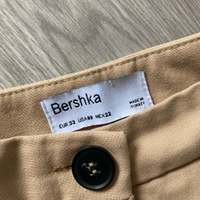 Bershka
MADE IN
TURKEY
EUR 32 USA 00 MEX 22